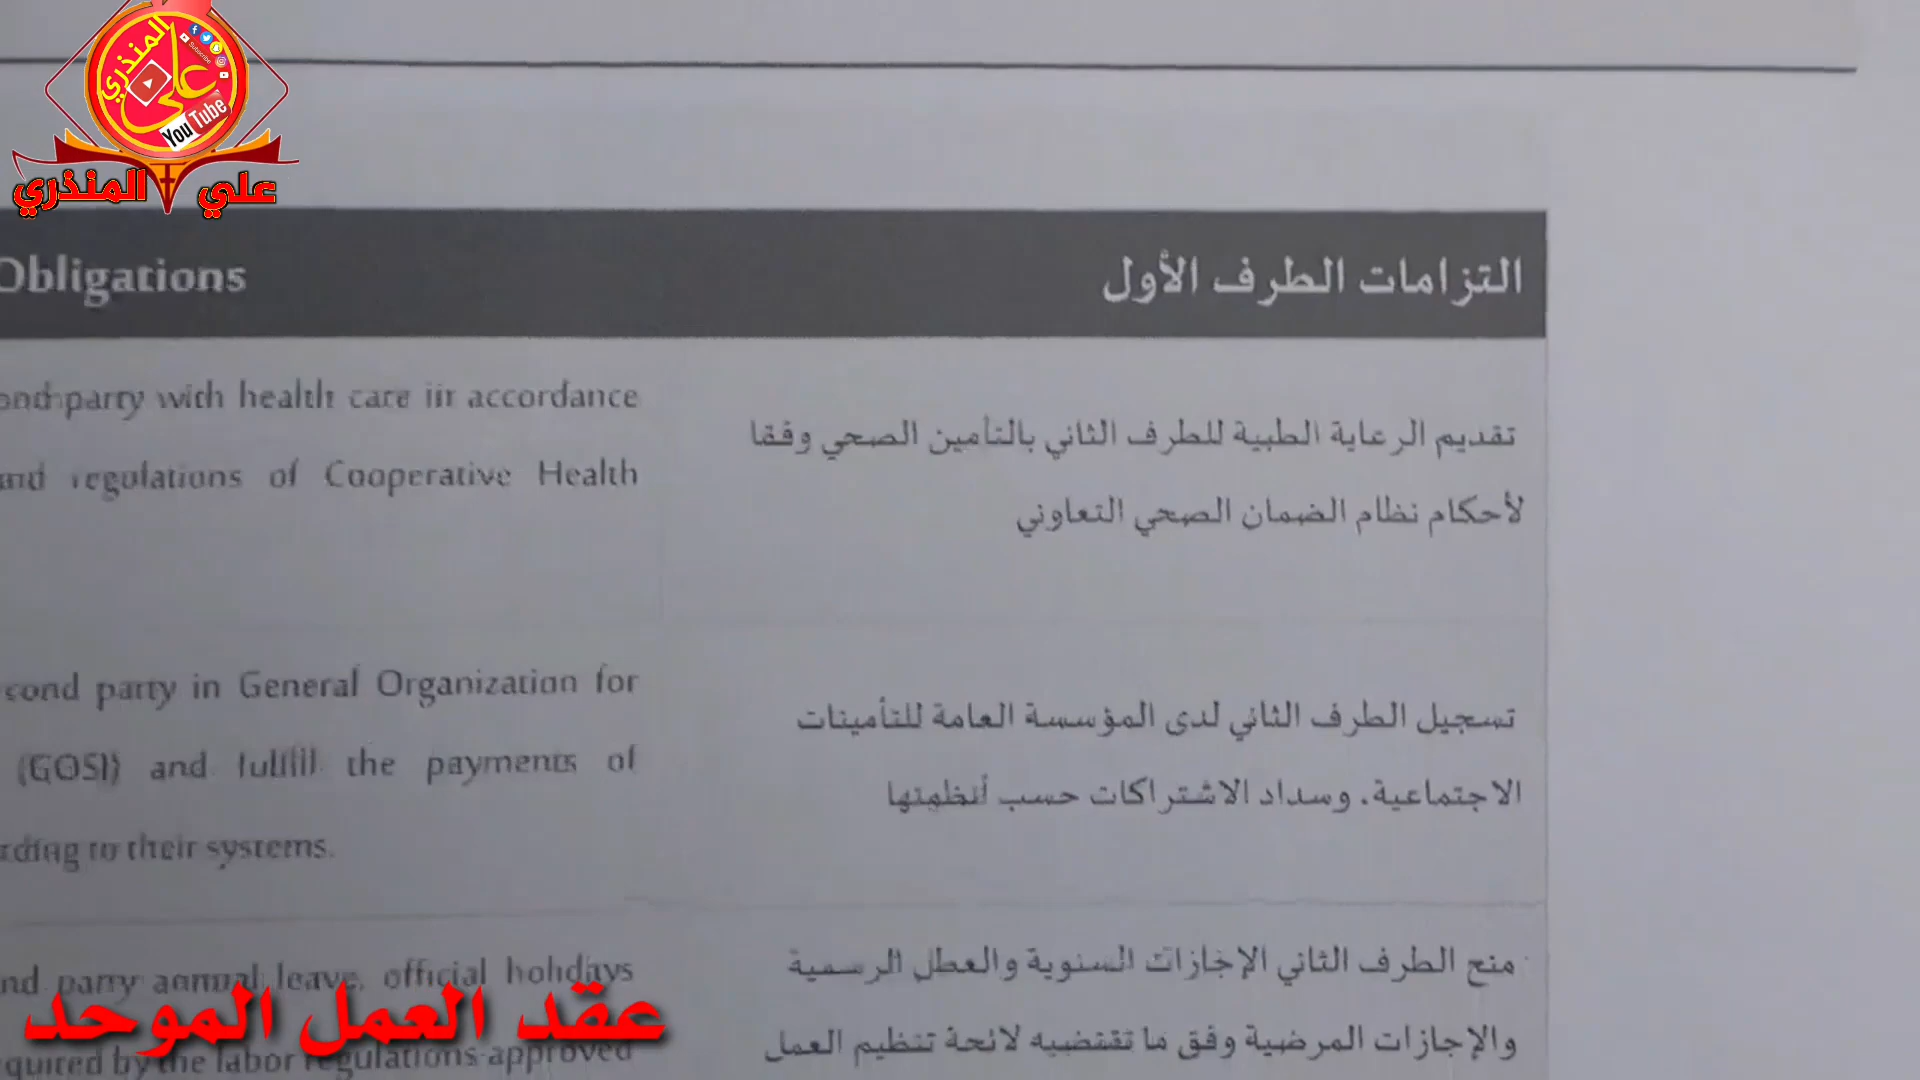 المنذري
علي
YouTube
Subscribe
علي المنذري
التزامات الطرف الأول
Obligations
تقديم الرعاية الطبية للطرف الثاني بالتأمين الصحي وفقا
لأحكام نظام الضمان الصحي التعاوني
party with health care in accordance
and regulations of Cooperative Health
تسجيل الطرف الثاني لدى المؤسسة العامة للتأمينات
الاجتماعية. وسداد الاشتراكات حسب أنظمتها
cond party in General Organization for
(GOSI) and fulfill the payments of
rding to their systems.
منح الطرف الثاني الإجازات السنوية والعطل الرسمية
والإجازات المرضية وفق ما تقتضيه لائحة تنظيم العمل
nd party annual leave, official holidays
quired by the labor regulations approved
عقد العمل الموحد